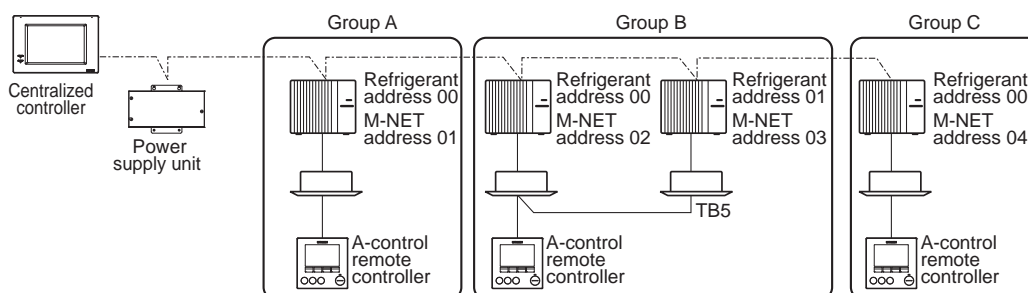 Group A
Group B
Group C
Centralized
controller
Power
supply unit
Refrigerant
address 00
M-NET
address 01
Refrigerant
address 00
M-NET
address 02
Refrigerant
address 01
M-NET
address 03
Refrigerant
address 00
M-NET
address 04
TB5
A-control
remote
controller
A-control
remote
controller
A-control
remote
controller